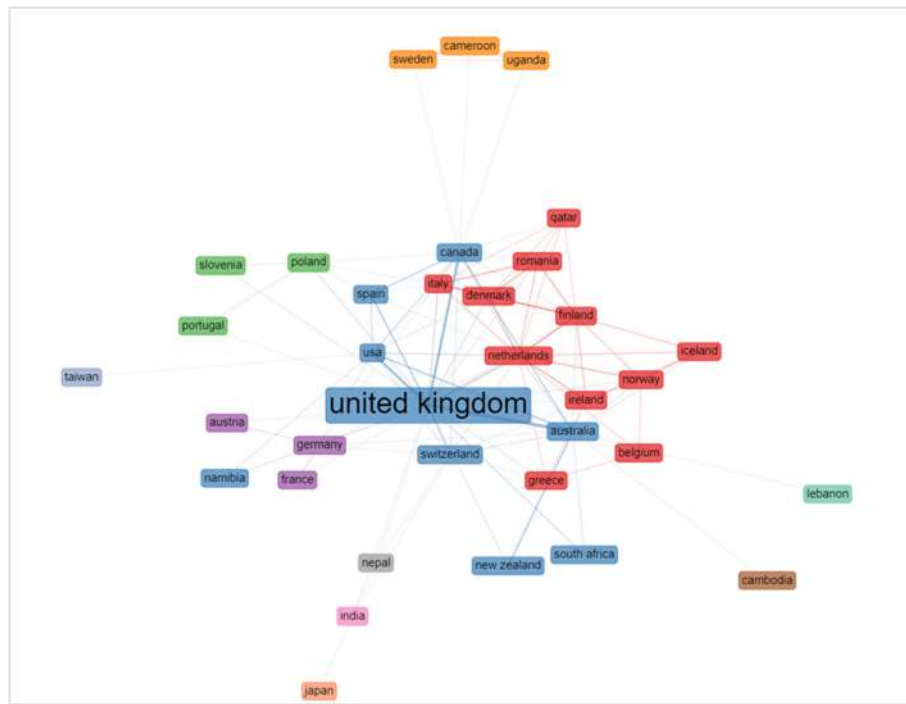 cameroon
sweden
uganda
qatar
canada
romania
slovenia
poland
italy
denmark
spain
finland
portugal
usa
netherlands
iceland
taiwan
norway
united kingdom
ireland
austria
australia
germany
switzerland
belgium
namibia
france
greece
lebanon
south africa
nepal
new zealand
cambodia
india
japan